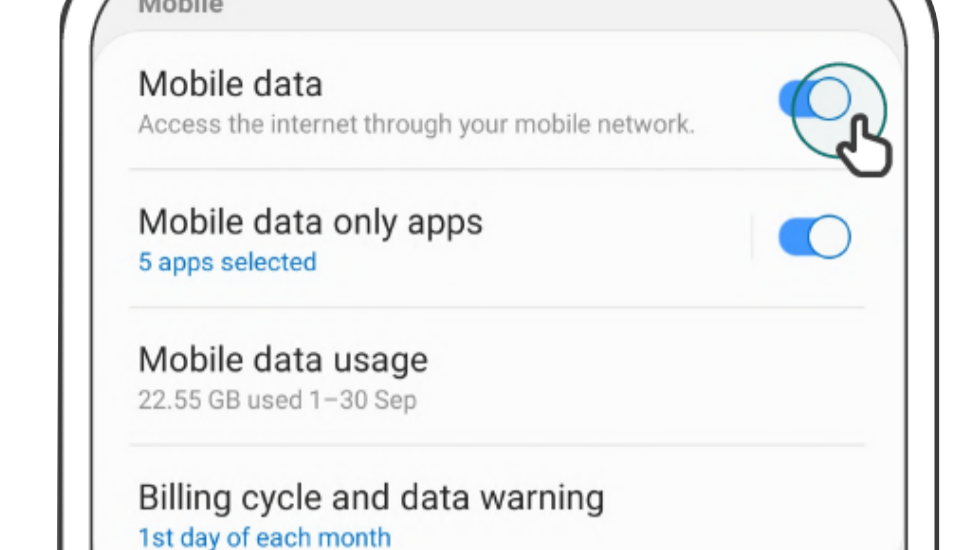 Mobile
Mobile data
Access the internet through your mobile network.
Mobile data only apps
5 apps selected
Mobile data usage
22.55 GB used 1–30 Sep
Billing cycle and data warning
1st day of each month